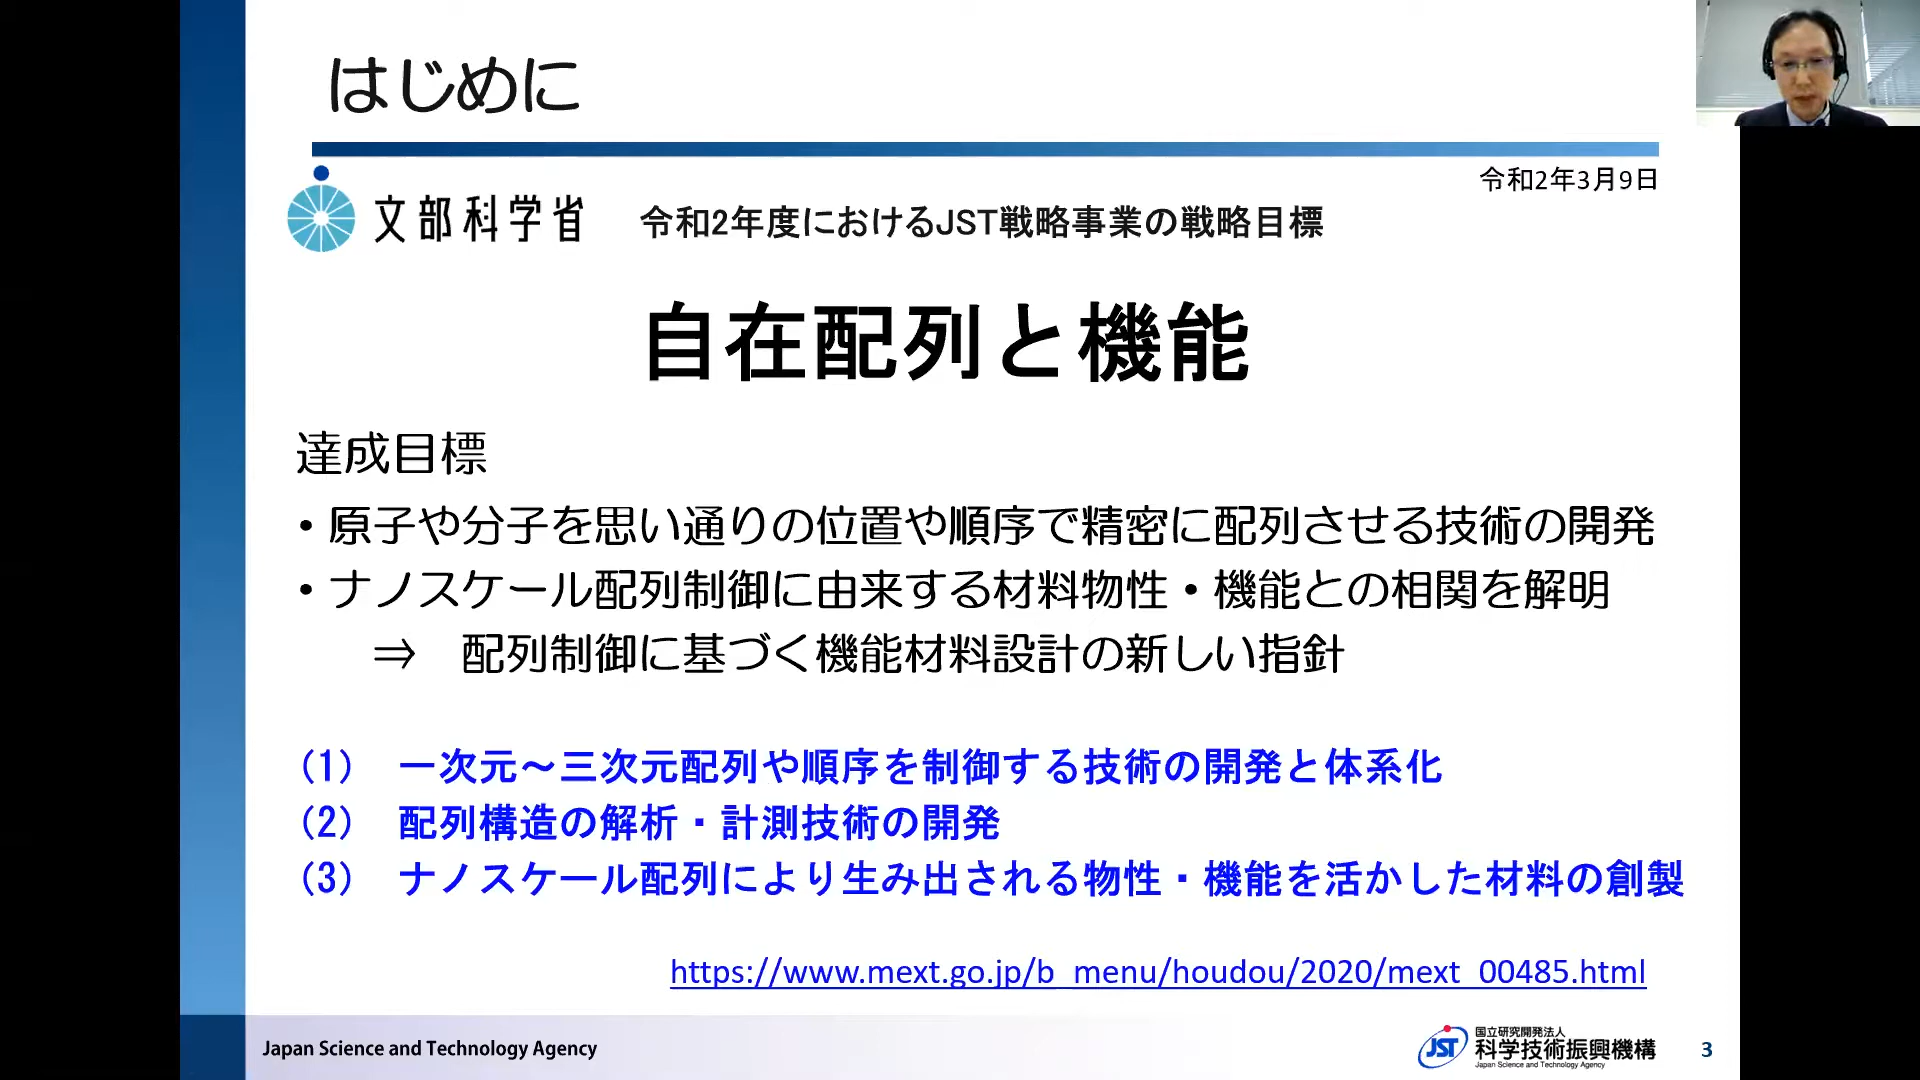 はじめに
令和2年3月9日
文部科学省
令和2年度におけるJST戦略事業の戦略目標
自在配列と機能
達成目標
・原子や分子を思い通りの位置や順序で精密に配列させる技術の開発
・ナノスケール配列制御に由来する材料物性・機能との相関を解明
⇒ 配列制御に基づく機能材料設計の新しい指針
(1) 一次元～三次元配列や順序を制御する技術の開発と体系化
(2) 配列構造の解析・計測技術の開発
(3) ナノスケール配列により生み出される物性・機能を活かした材料の創製
https://www.mext.go.jp/b_menu/houdou/2020/mext_00485.html
Japan Science and Technology Agency
JST
国立研究開発法人
科学技術振興機構
Japan Science and Technology Agency
3